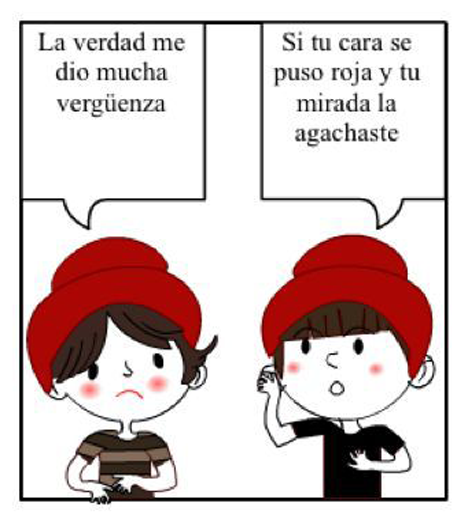 La verdad me
dio mucha
vergüenza
Si tu cara se
puso roja y tu
mirada la
agachaste